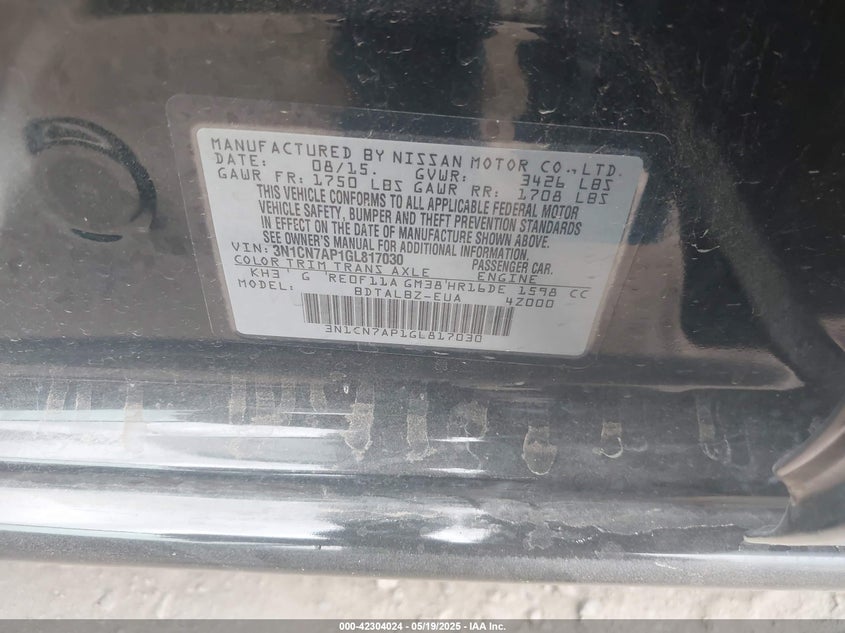 MANUFACTURED BY NISSAN MOTOR CO., LTD.
DATE: 08/15. GVWR: 3426 LBS
GAWR FR: 1750 LBS GAWR RR: 1708 LBS
THIS VEHICLE CONFORMS TO ALL APPLICABLE FEDERAL MOTOR
VEHICLE SAFETY, BUMPER AND THEFT PREVENTION STANDARDS
IN EFFECT ON THE DATE OF MANUFACTURE SHOWN ABOVE.
SEE OWNER'S MANUAL FOR ADDITIONAL INFORMATION.
VIN: 3N1CN7AP1GL817030 PASSENGER CAR.
COLOR TRIM TRANS AXLE ENGINE
KH3 ' G 'RE0F11A GM38'HR16DE 1598 CC
MODEL: BDTALBZ-EUA 4Z000
3N1CN7AP1GL817030
000-42304024 - 05/19/2025 - © IAA Inc.